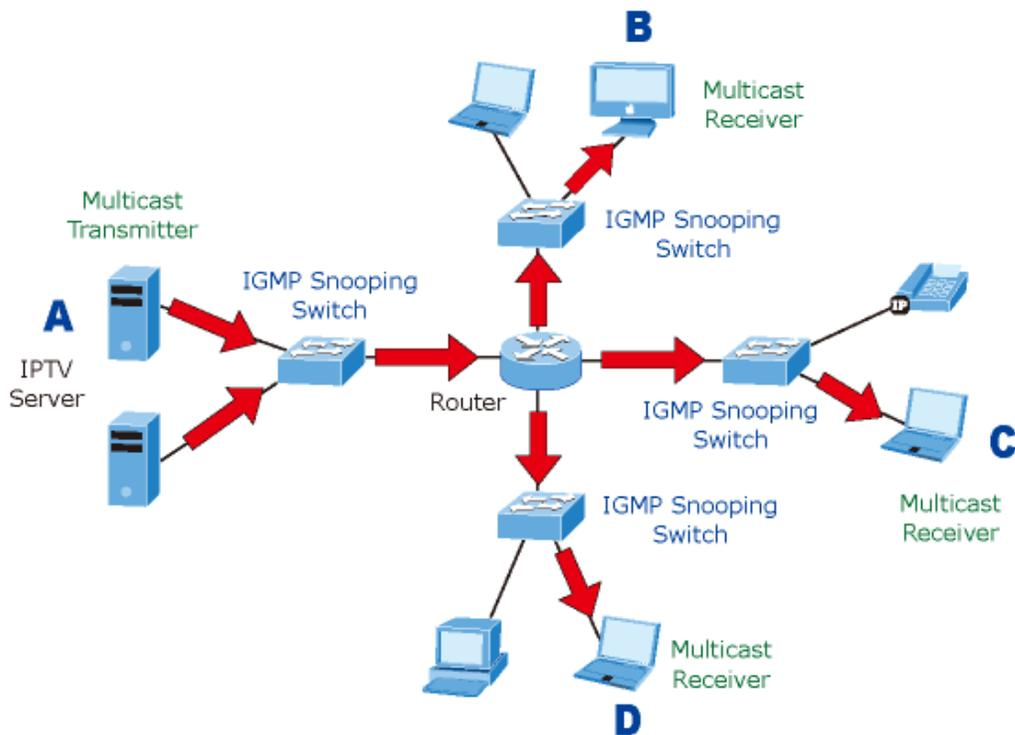 B
Multicast
Receiver
Multicast
Transmitter
IGMP Snooping
Switch
IGMP Snooping
Switch
A
IPTV
Server
IP
Router
IGMP Snooping
Switch
C
Multicast
Receiver
IGMP Snooping
Switch
Multicast
Receiver
D